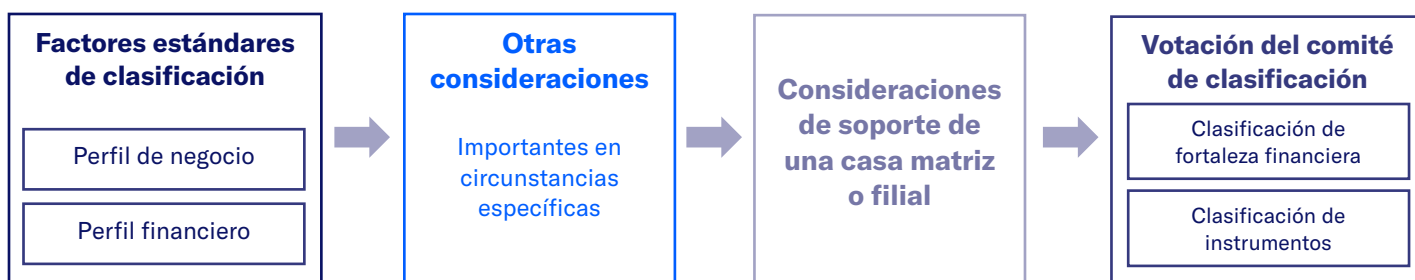 Factores estándares
de clasificación
Perfil de negocio
Perfil financiero
Otras
consideraciones
Importantes en
circunstancias
específicas
Consideraciones
de soporte de
una casa matriz
o filial
Votación del comité
de clasificación
Clasificación de
fortaleza financiera
Clasificación de
instrumentos